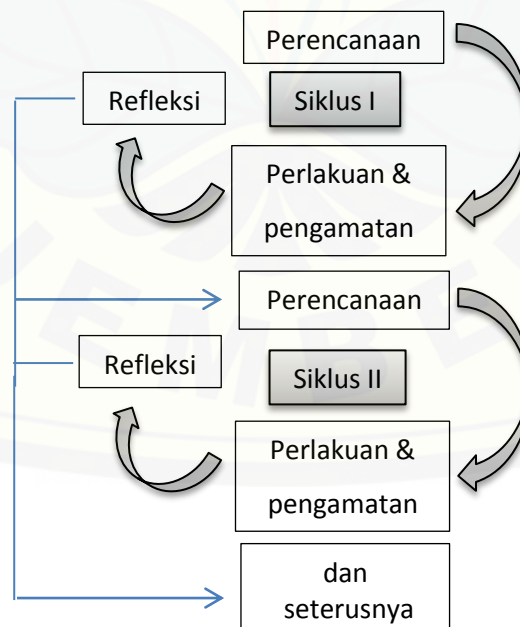 Perencanaan
Refleksi
Siklus I
Perlakuan &
pengamatan
Perencanaan
Refleksi
Siklus II
Perlakuan &
pengamatan
dan
seterusnya